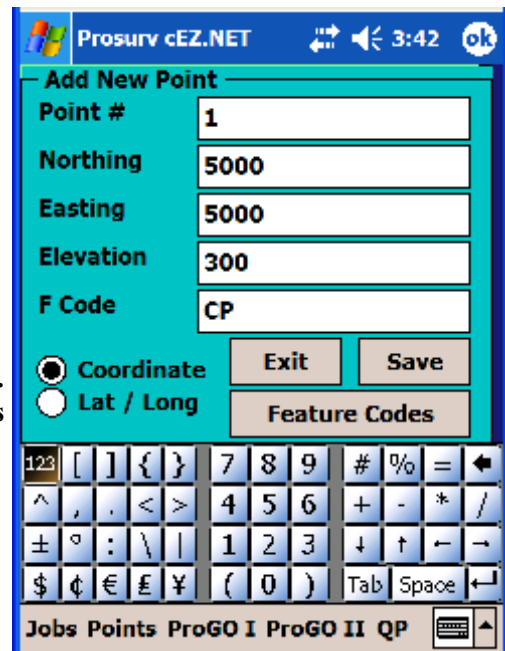 Prosurv cEZ.NET 3:42 ok
Add New Point
Point # 1
Northing 5000
Easting 5000
Elevation 300
F Code CP
Exit Save
Coordinate
.
Lat / Long
s
Feature Codes
123 [ ] { } 7 8 9 # % = ←
^ , . < > 4 5 6 + - * /
± º : \ | 1 2 3 ↓ ↑ ← →
$ ¢ € £ ¥ ( 0 ) Tab Space ↵
Jobs Points ProGO I ProGO II QP